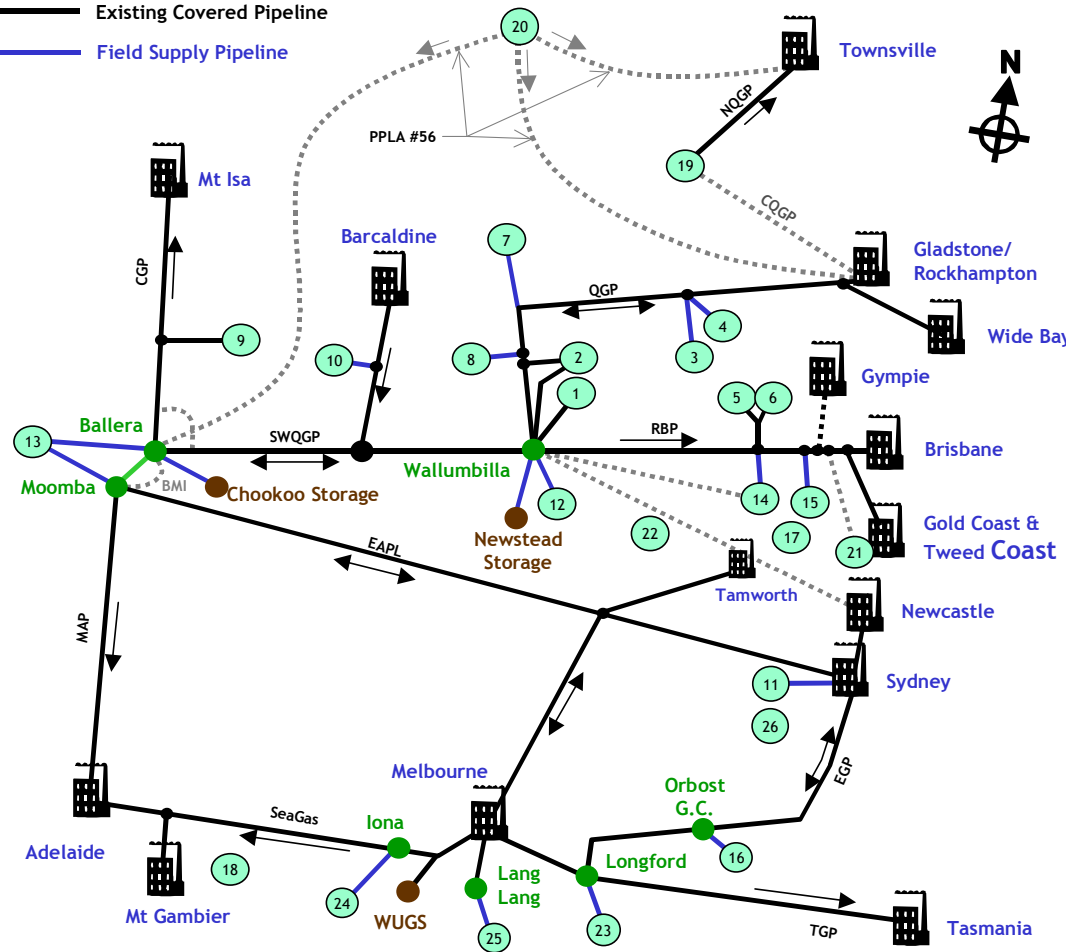 Existing Covered Pipeline
Field Supply Pipeline
20
Townsville
N
NQGP
PPLA #56
19
Mt Isa
CQGP
Barcaldine
7
Gladstone/
Rockhampton
CGP
QGP
4
9
10
8
2
3
Wide Bay
Gympie
1
5
6
Ballera
13
SWQGP
RBP
Wallumbilla
Brisbane
Moomba
BMI
Chookoo Storage
12
14
15
Newstead
Storage
22
17
21
Gold Coast &
Tweed Coast
EAPL
Tamworth
Newcastle
MAP
11
Sydney
26
Melbourne
EGP
Orbost
G.C.
SeaGas
Iona
Adelaide
18
16
Longford
Lang
Lang
Mt Gambier
24
WUGS
25
23
TGP
Tasmania